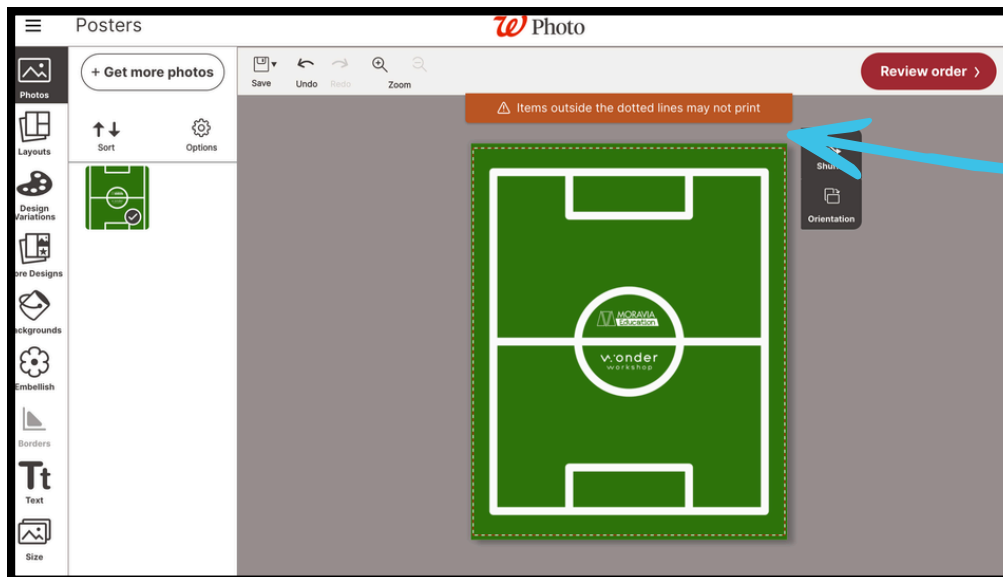 Posters
W Photo
+ Get more photos
Save
Undo
Redo
Zoom
Review order
Photos
Items outside the dotted lines may not print
Layouts
Sort
Options
Design
Variations
Orientation
MORAVIA
Education
wonder
workshop
Embellish
Borders
Tt
Text
Size